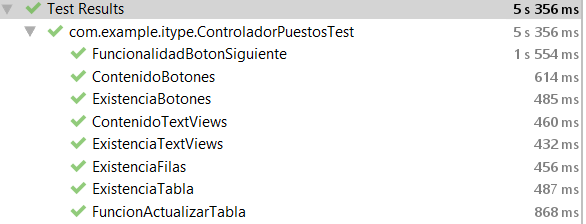 Test Results 5 s 356 ms
com.example.itype.ControladorPuestosTest 5 s 356 ms
FuncionalidadBotonSiguiente 1 s 554 ms
ContenidoBotones 614 ms
ExistenciaBotones 485 ms
ContenidoTextViews 460 ms
ExistenciaTextViews 432 ms
ExistenciaFilas 456 ms
ExistenciaTabla 487 ms
FuncionActualizarTabla 868 ms